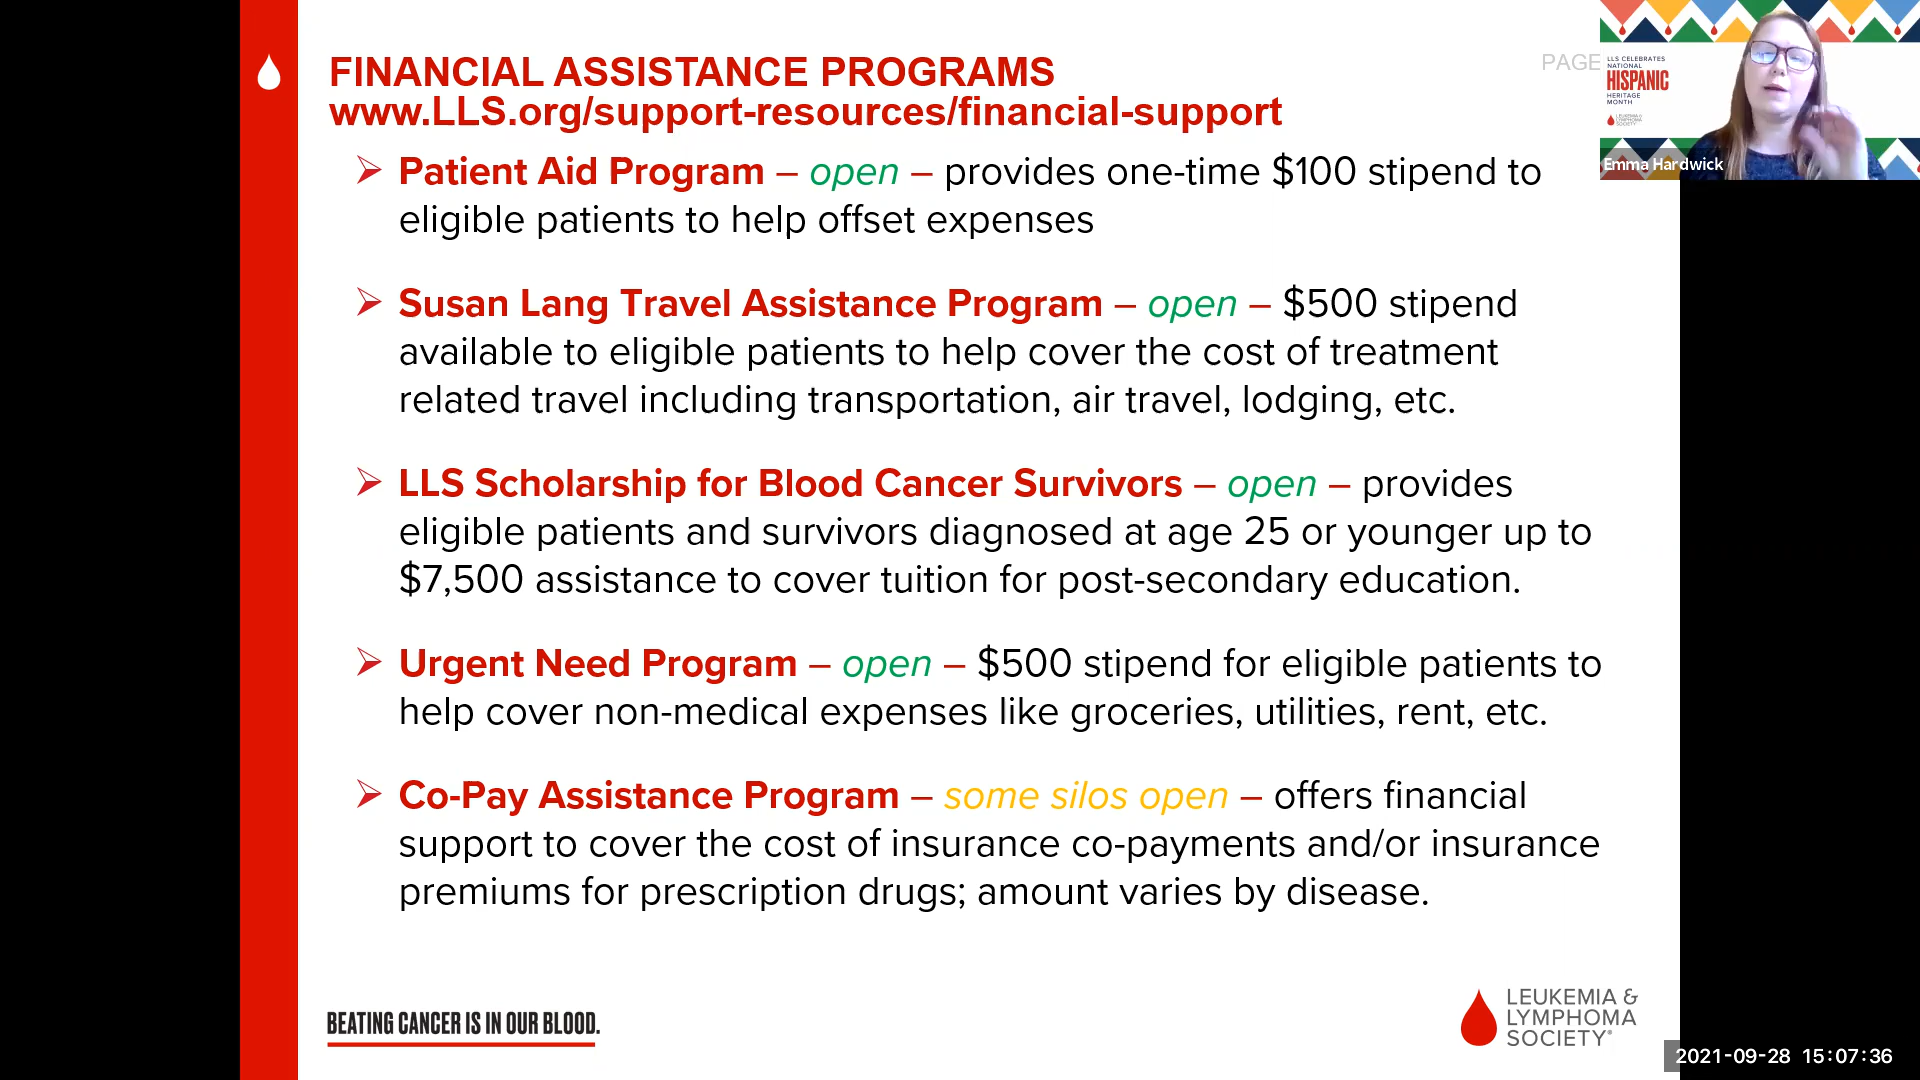 FINANCIAL ASSISTANCE PROGRAMS
www.LLS.org/support-resources/financial-support
➢ Patient Aid Program – open – provides one-time $100 stipend to
eligible patients to help offset expenses
➢ Susan Lang Travel Assistance Program – open – $500 stipend
available to eligible patients to help cover the cost of treatment
related travel including transportation, air travel, lodging, etc.
➢ LLS Scholarship for Blood Cancer Survivors – open – provides
eligible patients and survivors diagnosed at age 25 or younger up to
$7,500 assistance to cover tuition for post-secondary education.
➢ Urgent Need Program – open – $500 stipend for eligible patients to
help cover non-medical expenses like groceries, utilities, rent, etc.
➢ Co-Pay Assistance Program – some silos open – offers financial
support to cover the cost of insurance co-payments and/or insurance
premiums for prescription drugs; amount varies by disease.
BEATING CANCER IS IN OUR BLOOD.
LEUKEMIA &
LYMPHOMA
SOCIETY®
PAGE
LLS CELEBRATES
NATIONAL
HISPANIC
HERITAGE
MONTH
LEUKEMIA &
LYMPHOMA
SOCIETY
Emma Hardwick
2021-09-28 15:07:36